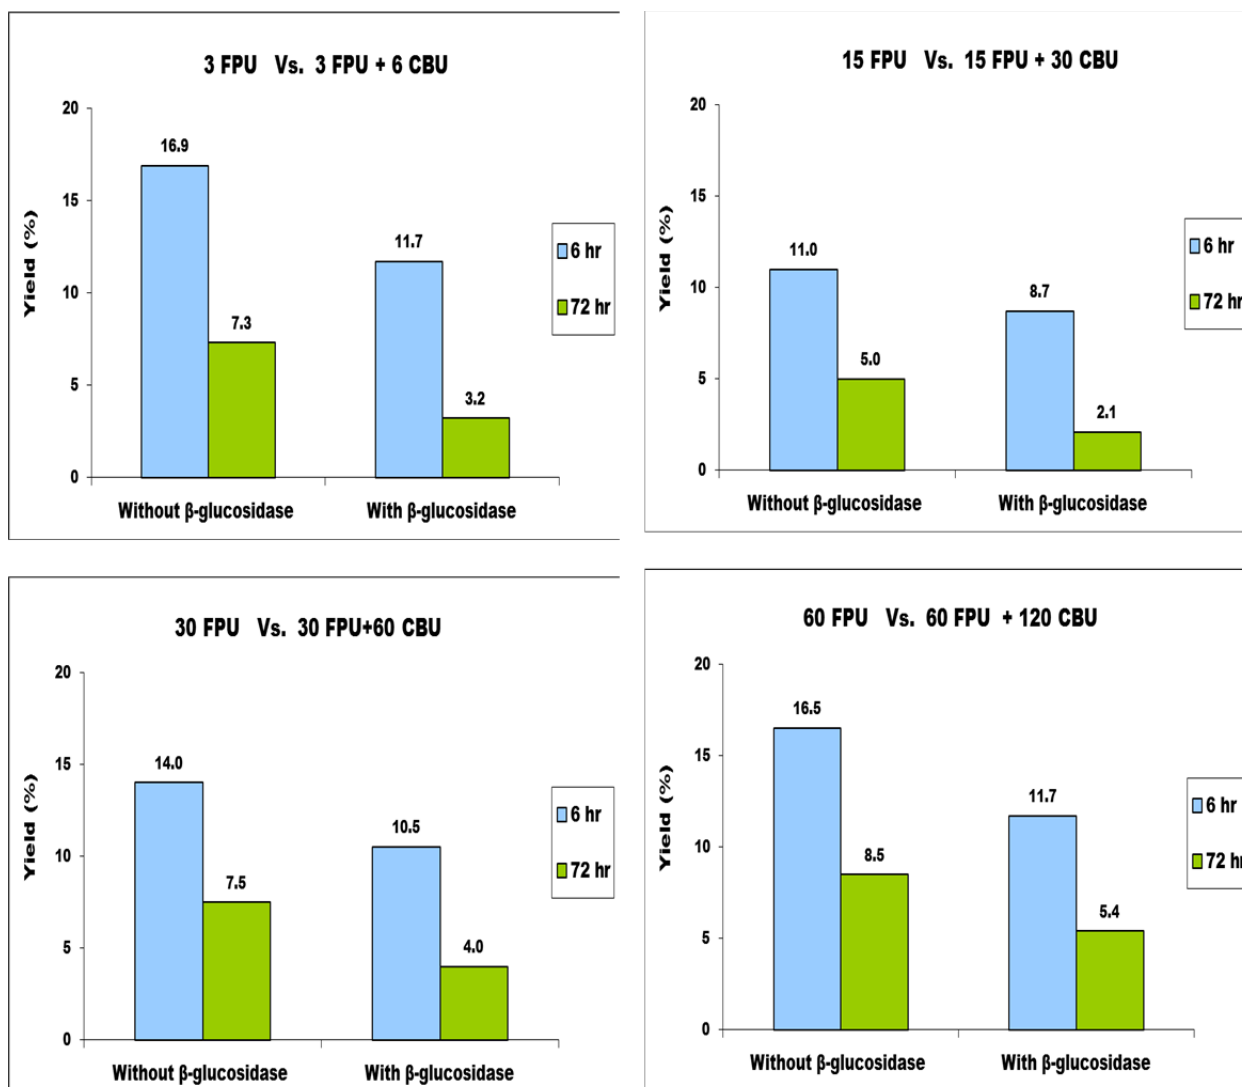 3 FPU Vs. 3 FPU + 6 CBU
Yield (%)
20
15
10
5
0
16.9
7.3
11.7
3.2
Without β-glucosidase
With β-glucosidase
6 hr
72 hr
15 FPU Vs. 15 FPU + 30 CBU
Yield (%)
20
15
10
5
0
11.0
5.0
8.7
2.1
Without β-glucosidase
With β-glucosidase
6 hr
72 hr
30 FPU Vs. 30 FPU+60 CBU
Yield (%)
20
15
10
5
0
14.0
7.5
10.5
4.0
Without β-glucosidase
With β-glucosidase
6 hr
72 hr
60 FPU Vs. 60 FPU + 120 CBU
Yield (%)
20
15
10
5
0
16.5
8.5
11.7
5.4
Without β-glucosidase
With β-glucosidase
6 hr
72 hr